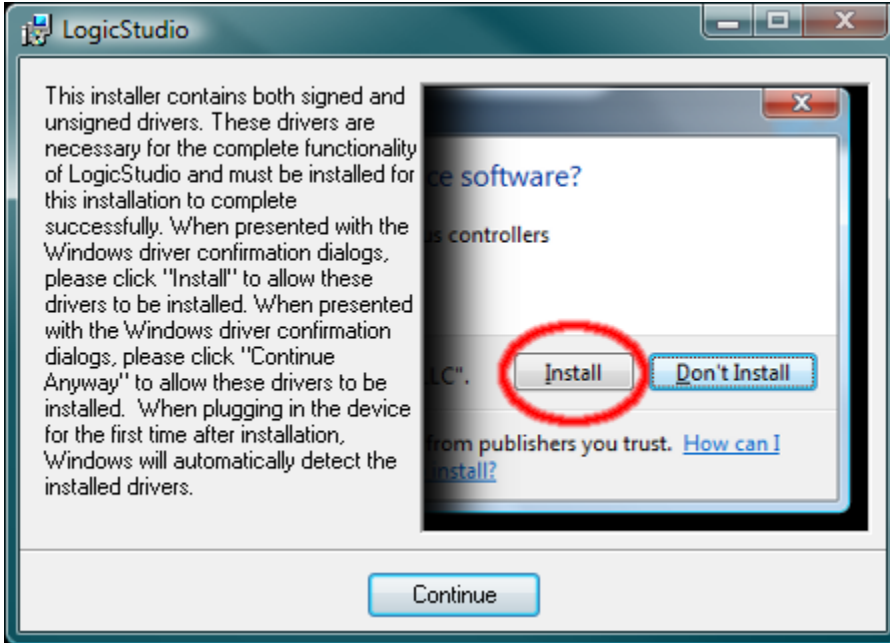 LogicStudio
This installer contains both signed and
unsigned drivers. These drivers are
necessary for the complete functionality
of LogicStudio and must be installed for
this installation to complete
successfully. When presented with the
Windows driver confirmation dialogs,
please click "Install" to allow these
drivers to be installed. When presented
with the Windows driver confirmation
dialogs, please click "Continue
Anyway" to allow these drivers to be
installed.  When plugging in the device
for the first time after installation,
Windows will automatically detect the
installed drivers.
software?
controllers
LC".
Install
Don't Install
from publishers you trust. How can I
install?
Continue